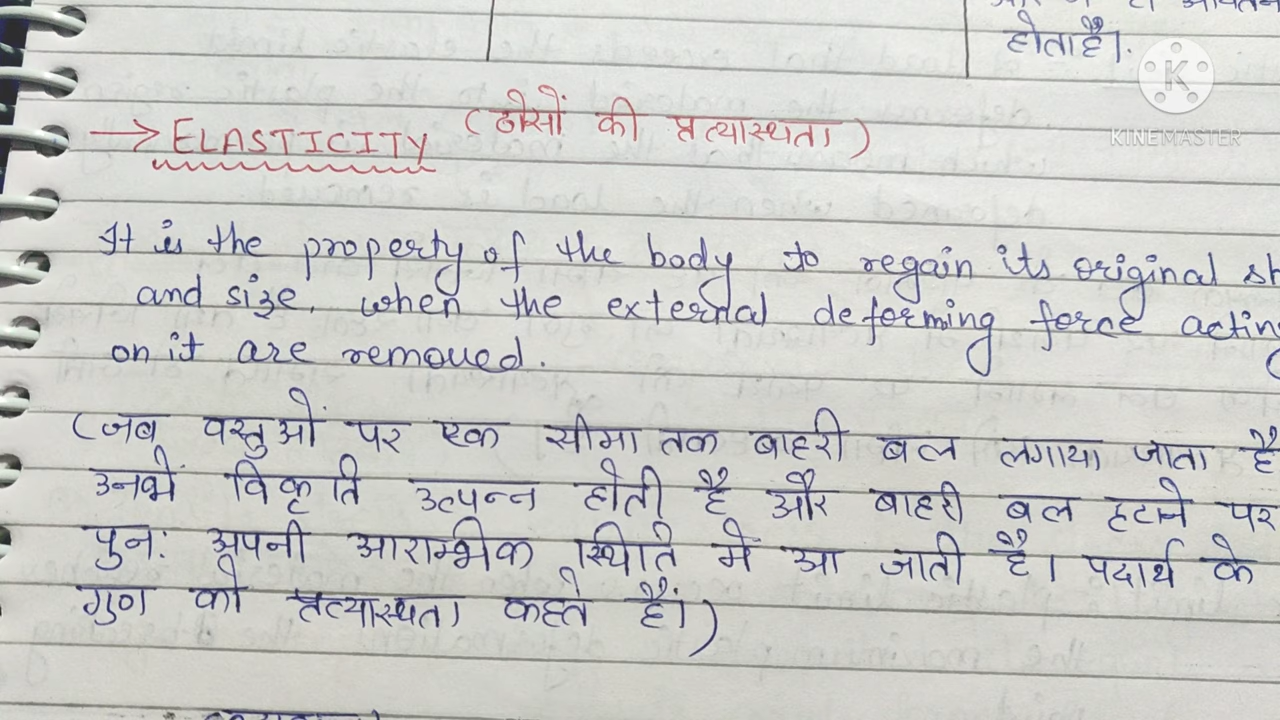 होता है।
K
KINEMASTER
→ ELASTICITY (ठोसों की प्रत्यास्थता)
It is the property of the body to regain its original sh
and size. when the external deforming force acting
on it are removed.
(जब वस्तुओं पर एक सीमा तक बाहरी बल लगाया जाता है
उनमें विकृति उत्पन्न होती है और बाहरी बल हटाने पर
पुनः अपनी आराम्भिक स्थिति में आ जाती है। पदार्थ के
गुण को प्रत्यास्थता कहते हैं।)